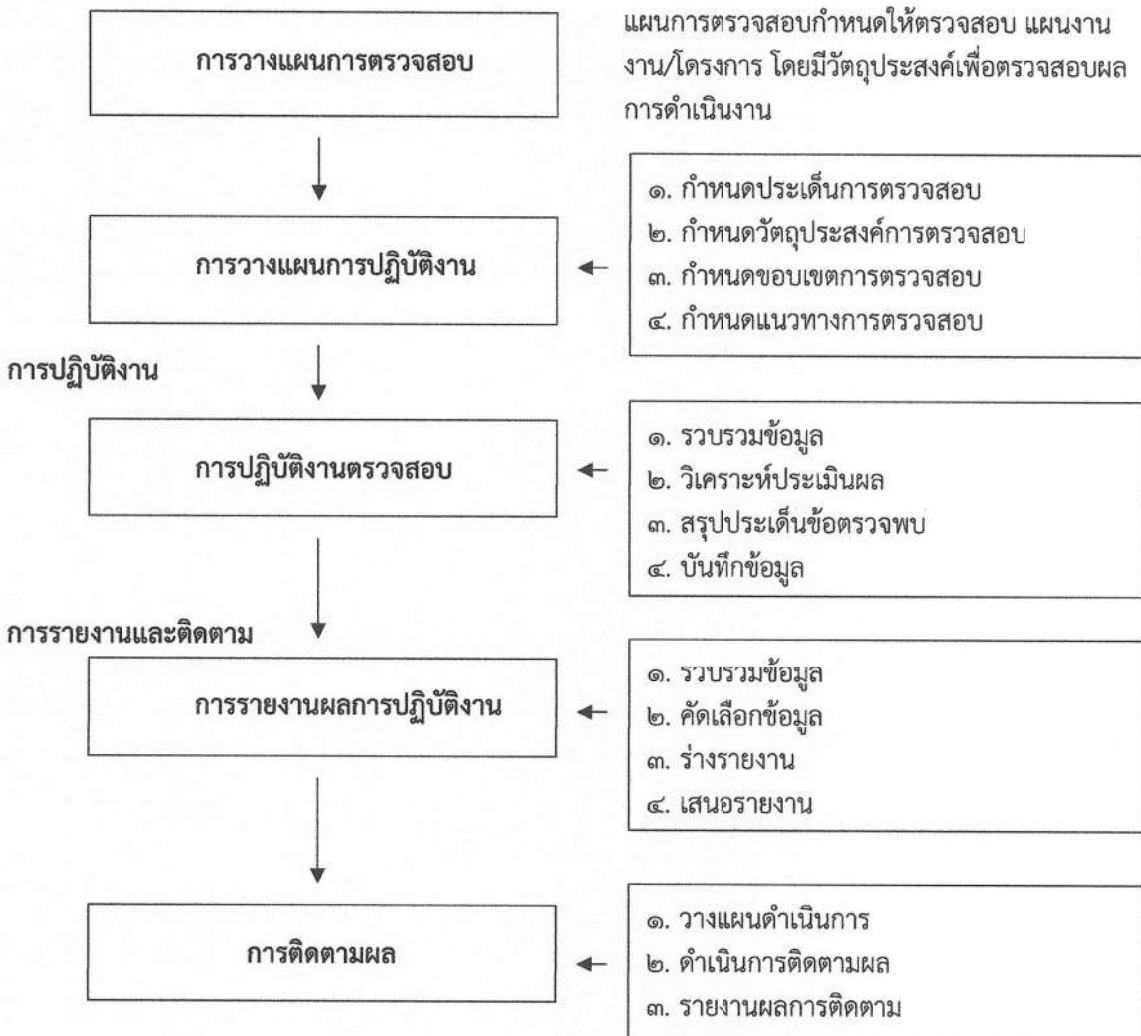 การวางแผนการตรวจสอบ
แผนการตรวจสอบกำหนดให้ตรวจสอบ แผนงาน
งาน/โครงการ โดยมีวัตถุประสงค์เพื่อตรวจสอบผล
การดำเนินงาน
การวางแผนการปฏิบัติงาน
๑. กำหนดประเด็นการตรวจสอบ
๒. กำหนดวัตถุประสงค์การตรวจสอบ
๓. กำหนดขอบเขตการตรวจสอบ
๔. กำหนดแนวทางการตรวจสอบ
การปฏิบัติงาน
การปฏิบัติงานตรวจสอบ
๑. รวบรวมข้อมูล
๒. วิเคราะห์ประเมินผล
๓. สรุปประเด็นข้อตรวจพบ
๔. บันทึกข้อมูล
การรายงานและติดตาม
การรายงานผลการปฏิบัติงาน
๑. รวบรวมข้อมูล
๒. คัดเลือกข้อมูล
๓. ร่างรายงาน
๔. เสนอรายงาน
การติดตามผล
๑. วางแผนดำเนินการ
๒. ดำเนินการติดตามผล
๓. รายงานผลการติดตาม